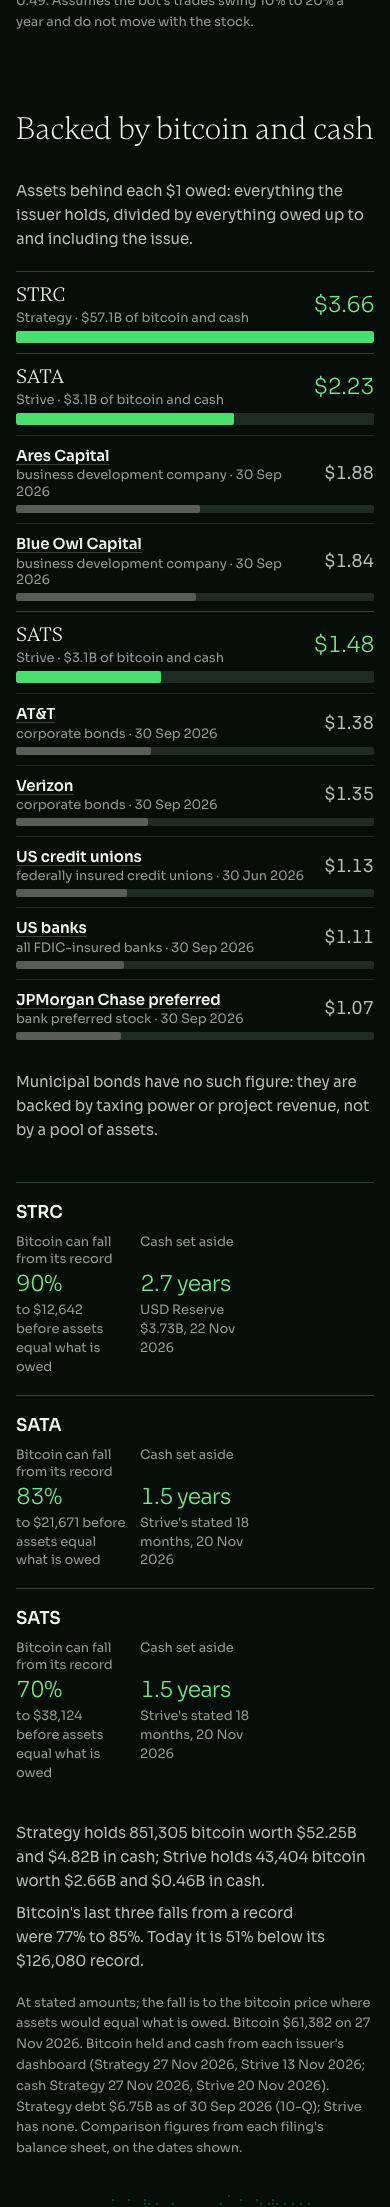 0.49. Assumes the bot's trades swing 10% to 20% a
year and do not move with the stock.
Backed by bitcoin and cash
Assets behind each $1 owed: everything the
issuer holds, divided by everything owed up to
and including the issue.
STRC
Strategy · $57.1B of bitcoin and cash
$3.66
SATA
Strive · $3.1B of bitcoin and cash
$2.23
Ares Capital
business development company · 30 Sep
2026
$1.88
Blue Owl Capital
business development company · 30 Sep
2026
$1.84
SATS
Strive · $3.1B of bitcoin and cash
$1.48
AT&T
corporate bonds · 30 Sep 2026
$1.38
Verizon
corporate bonds · 30 Sep 2026
$1.35
US credit unions
federally insured credit unions · 30 Jun 2026
$1.13
US banks
all FDIC-insured banks · 30 Sep 2026
$1.11
JPMorgan Chase preferred
bank preferred stock · 30 Sep 2026
$1.07
Municipal bonds have no such figure: they are
backed by taxing power or project revenue, not
by a pool of assets.
STRC
Bitcoin can fall
from its record
90%
to $12,642
before assets
equal what is
owed
Cash set aside
2.7 years
USD Reserve
$3.73B, 22 Nov
2026
SATA
Bitcoin can fall
from its record
83%
to $21,671 before
assets equal
what is owed
Cash set aside
1.5 years
Strive's stated 18
months, 20 Nov
2026
SATS
Bitcoin can fall
from its record
70%
to $38,124
before assets
equal what is
owed
Cash set aside
1.5 years
Strive's stated 18
months, 20 Nov
2026
Strategy holds 851,305 bitcoin worth $52.25B
and $4.82B in cash; Strive holds 43,404 bitcoin
worth $2.66B and $0.46B in cash.
Bitcoin's last three falls from a record
were 77% to 85%. Today it is 51% below its
$126,080 record.
At stated amounts; the fall is to the bitcoin price where
assets would equal what is owed. Bitcoin $61,382 on 27
Nov 2026. Bitcoin held and cash from each issuer's
dashboard (Strategy 27 Nov 2026, Strive 13 Nov 2026;
cash Strategy 27 Nov 2026, Strive 20 Nov 2026).
Strategy debt $6.75B as of 30 Sep 2026 (10-Q); Strive
has none. Comparison figures from each filing's
balance sheet, on the dates shown.